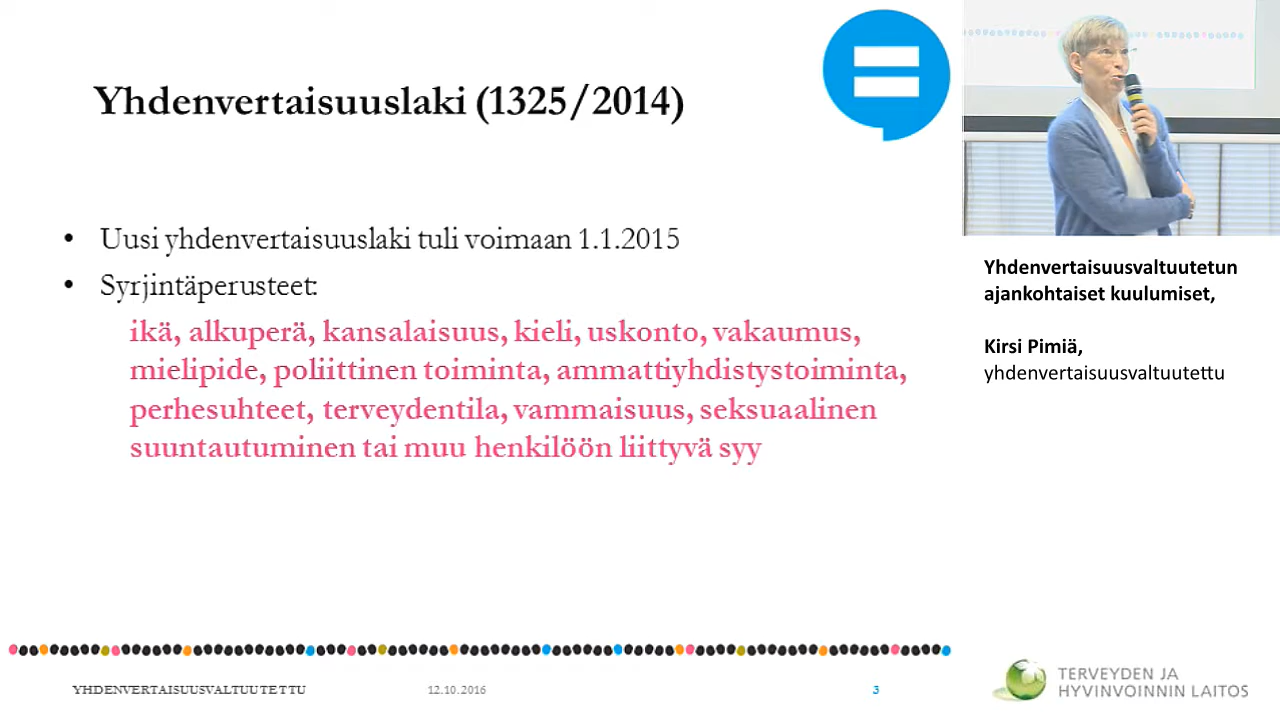 Yhdenvertaisuuslaki (1325/2014)
• Uusi yhdenvertaisuuslaki tuli voimaan 1.1.2015
• Syrjintäperusteet:
ikä, alkuperä, kansalaisuus, kieli, uskonto, vakaumus,
mielipide, poliittinen toiminta, ammattiyhdistystoiminta,
perhesuhteet, terveydentila, vammaisuus, seksuaalinen
suuntautuminen tai muu henkilöön liittyvä syy
Yhdenvertaisuusvaltuutetun
ajankohtaiset kuulumiset,
Kirsi Pimiä,
yhdenvertaisuusvaltuutettu
YHDENVERTAISUUSVALTUUTETTU
12.10.2016
3
TERVEYDEN JA
HYVINVOINNIN LAITOS